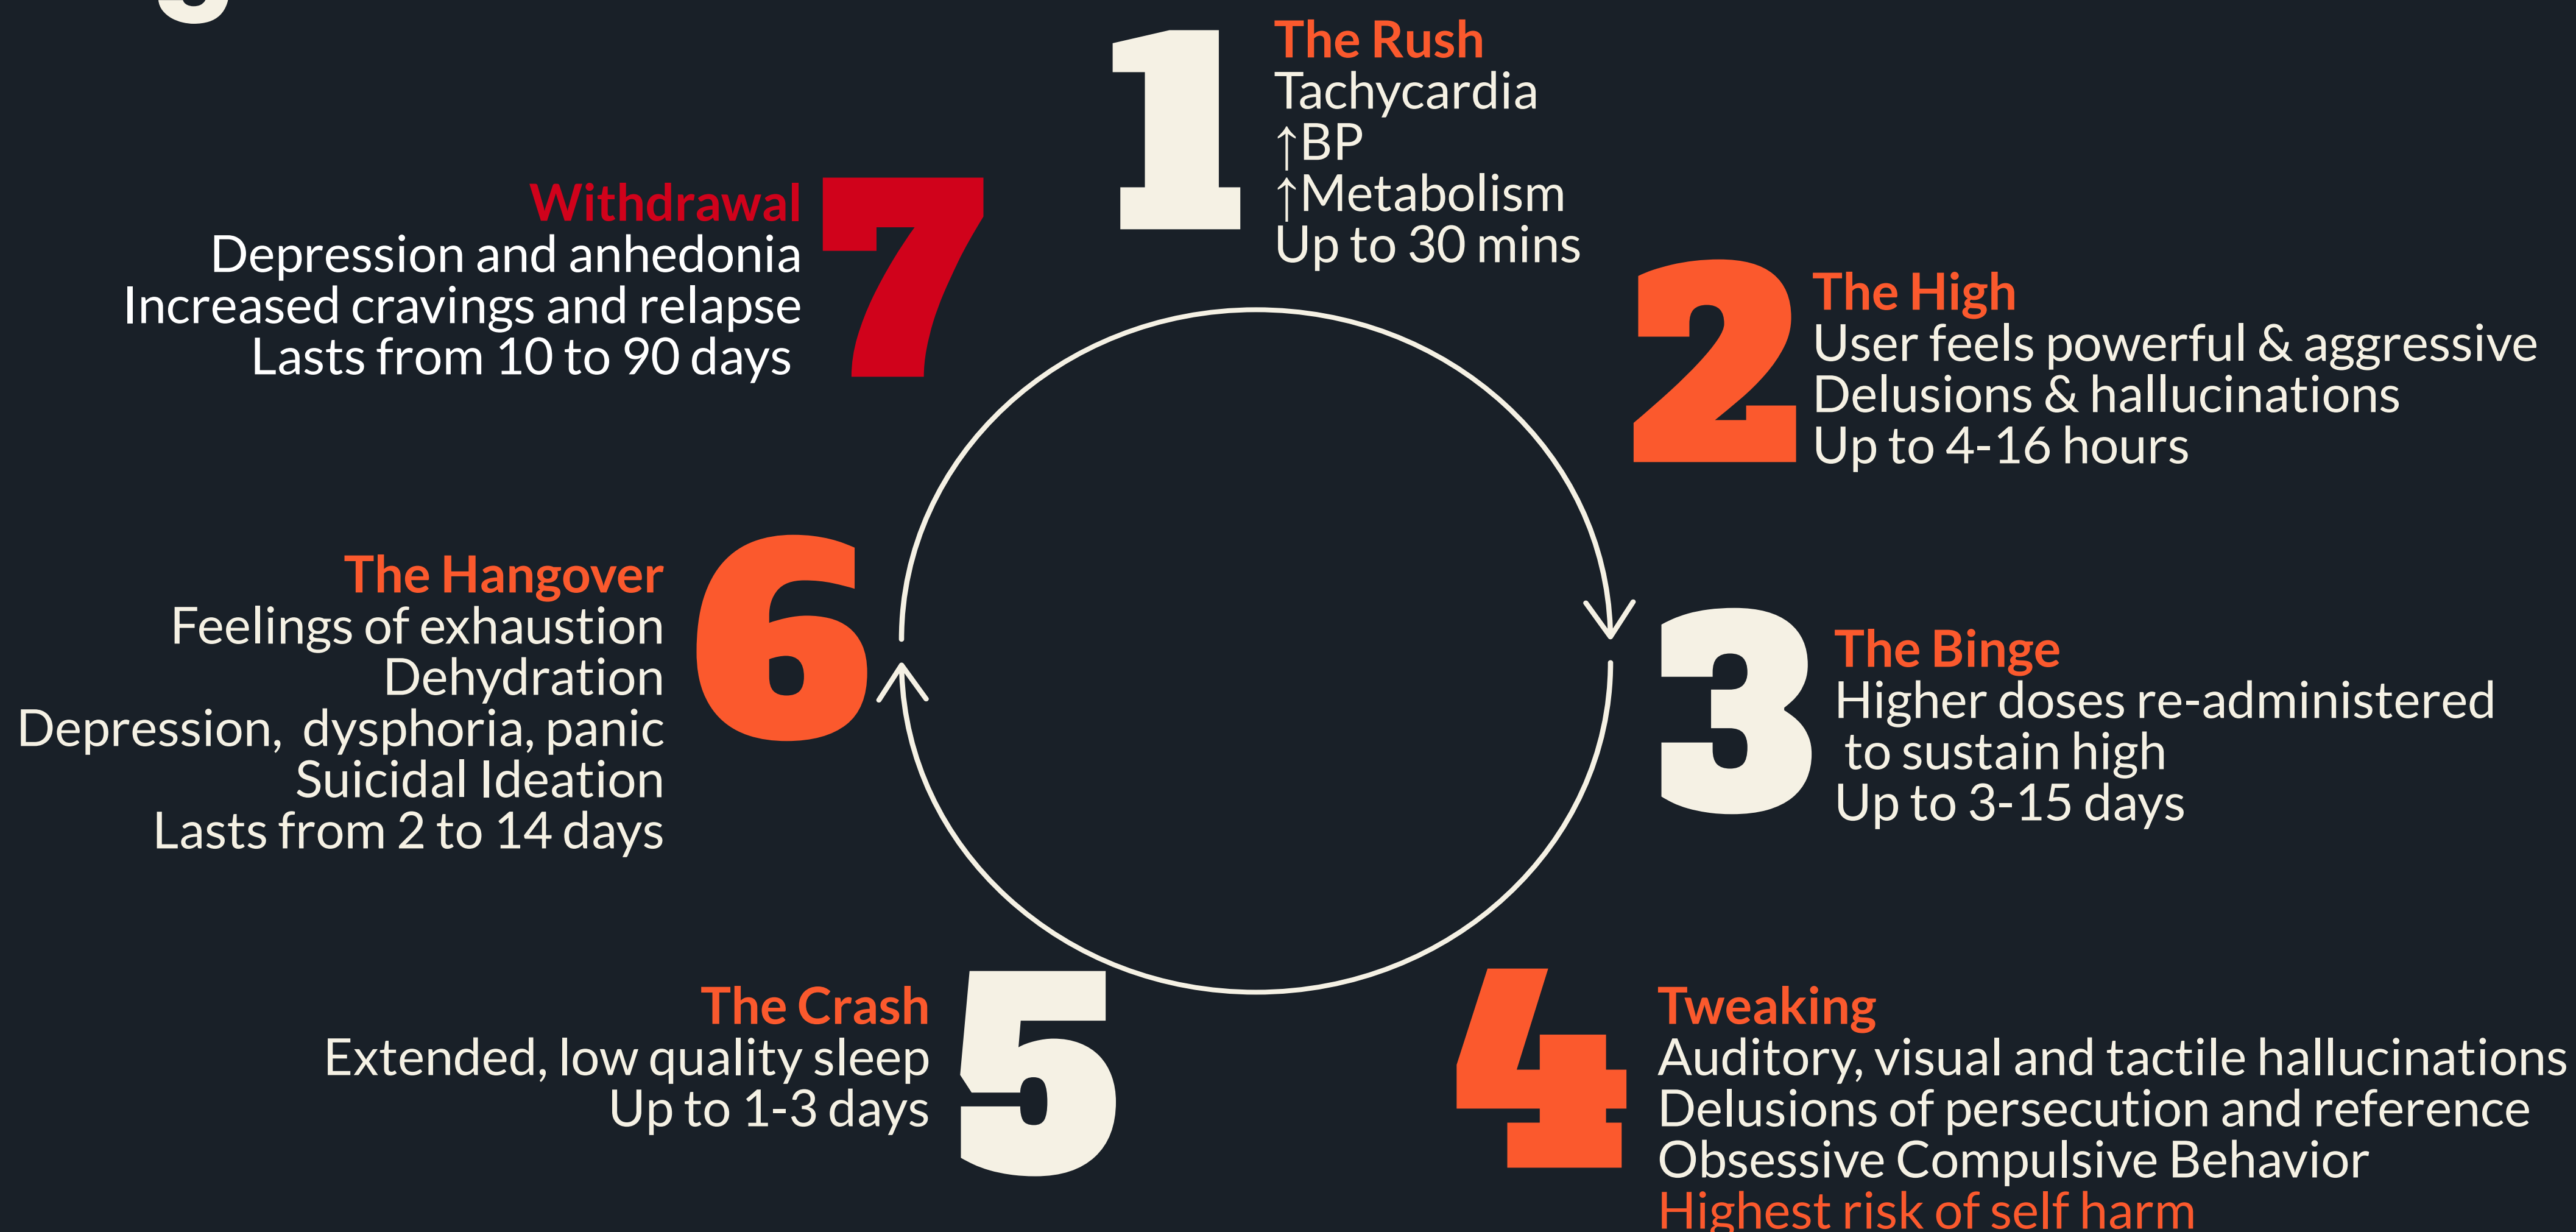 1
The Rush
Tachycardia
↑BP
↑Metabolism
Up to 30 mins
2
The High
User feels powerful & aggressive
Delusions & hallucinations
Up to 4-16 hours
3
The Binge
Higher doses re-administered
to sustain high
Up to 3-15 days
4
Tweaking
Auditory, visual and tactile hallucinations
Delusions of persecution and reference
Obsessive Compulsive Behavior
Highest risk of self harm
5
The Crash
Extended, low quality sleep
Up to 1-3 days
6
The Hangover
Feelings of exhaustion
Dehydration
Depression,  dysphoria, panic
Suicidal Ideation
Lasts from 2 to 14 days
7
Withdrawal
Depression and anhedonia
Increased cravings and relapse
Lasts from 10 to 90 days